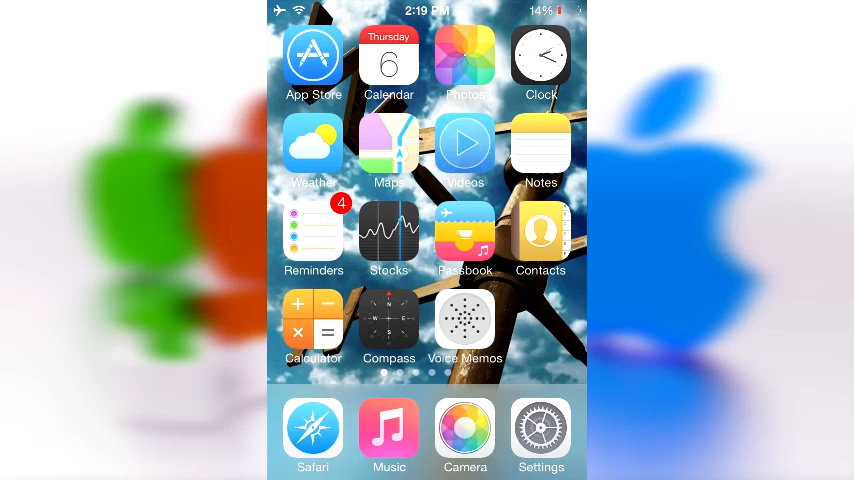 2:19 PM 14%
Thursday
6
App Store Calendar Photos Clock
Weather Maps Videos Notes
4
Reminders Stocks Passbook Contacts
N
W E
S
Calculator Compass Voice Memos
Safari Music Camera Settings